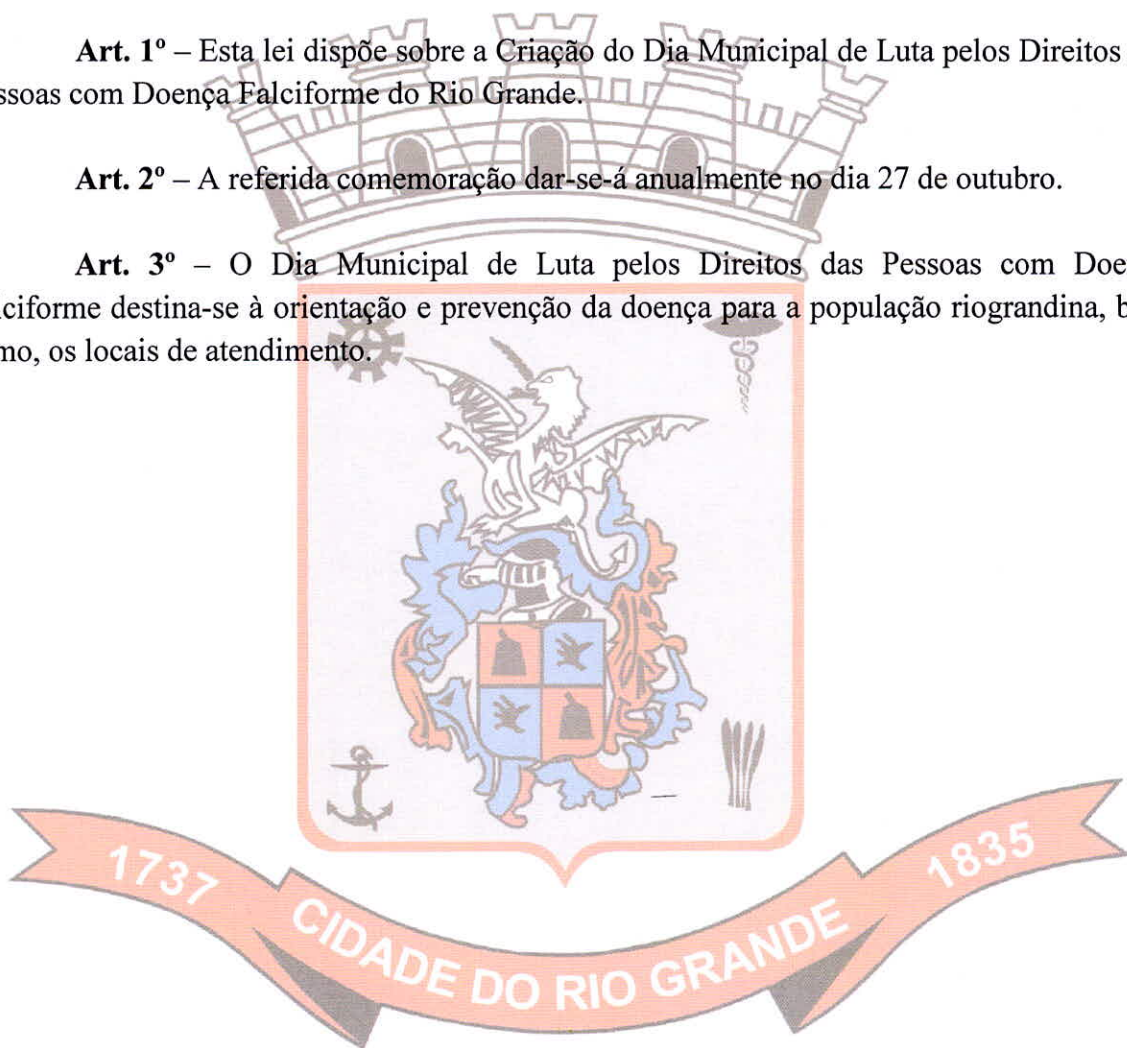 Art. 1º – Esta lei dispõe sobre a Criação do Dia Municipal de Luta pelos Direitos
ssoas com Doença Falciforme do Rio Grande.
Art. 2º – A referida comemoração dar-se-á anualmente no dia 27 de outubro.
Art. 3º – O Dia Municipal de Luta pelos Direitos das Pessoas com Doe
ciforme destina-se à orientação e prevenção da doença para a população riograndina, b
mo, os locais de atendimento.
1737 CIDADE DO RIO GRANDE 1835